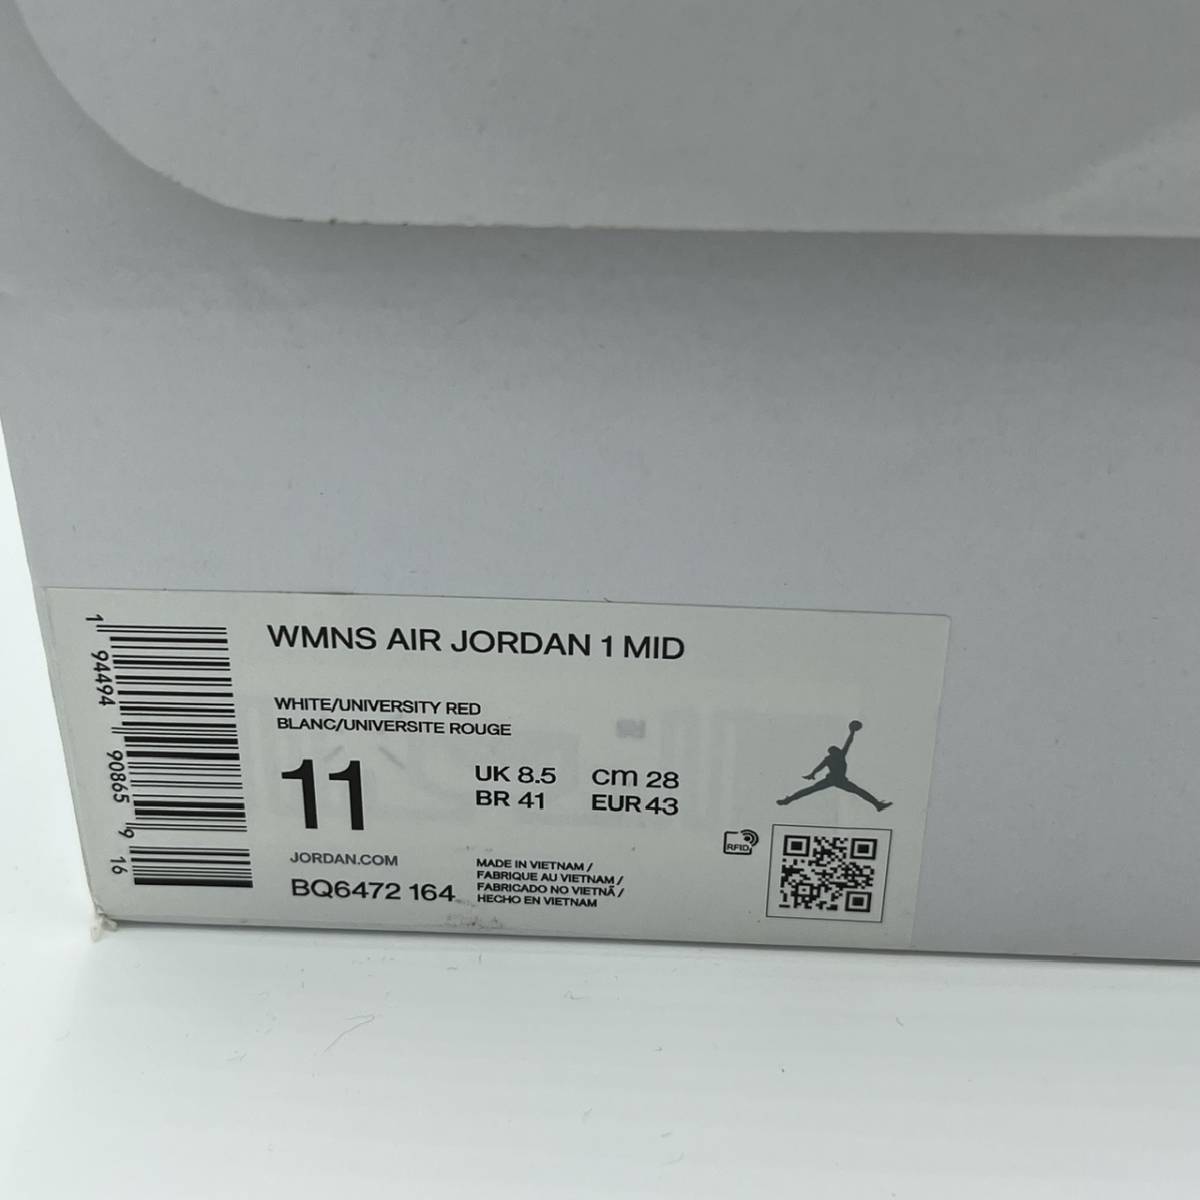 WMNS AIR JORDAN 1 MID
WHITE/UNIVERSITY RED
BLANC/UNIVERSITE ROUGE
11
UK 8.5 cm 28
BR 41 EUR 43
JORDAN.COM
BQ6472 164
MADE IN VIETNAM /
FABRIQUE AU VIETNAM /
FABRICADO NO VIETNÃ /
HECHO EN VIETNAM
RFID
1 94494 90865 9 16